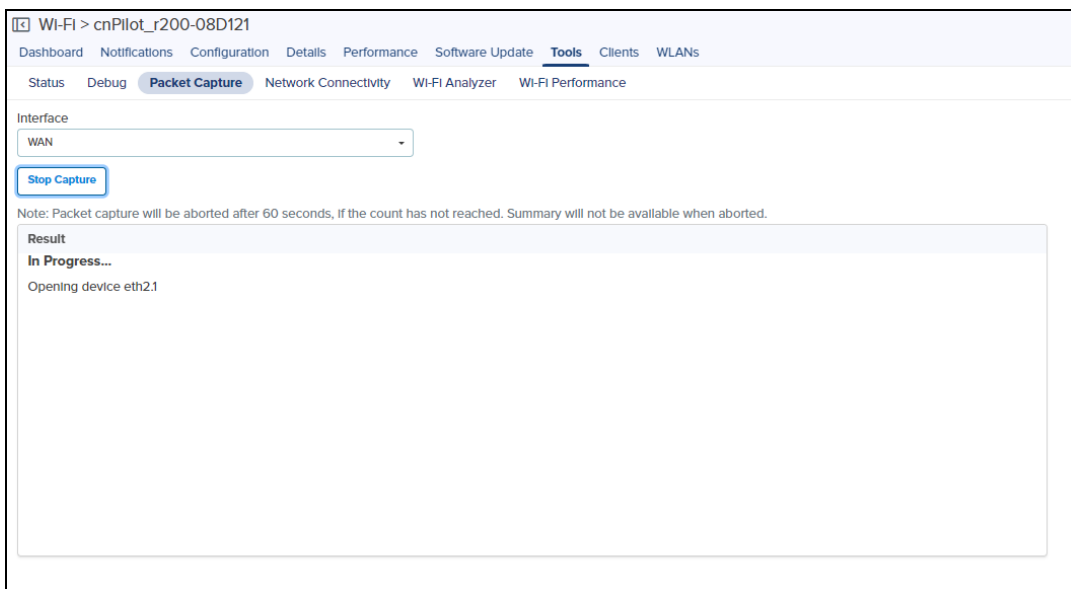 Wi-Fi > cnPilot_r200-08D121
Dashboard Notifications Configuration Details Performance Software Update Tools Clients WLANs
Status Debug Packet Capture Network Connectivity Wi-Fi Analyzer Wi-Fi Performance
Interface
WAN
Stop Capture
Note: Packet capture will be aborted after 60 seconds, if the count has not reached. Summary will not be available when aborted.
Result
In Progress...
Opening device eth2.1